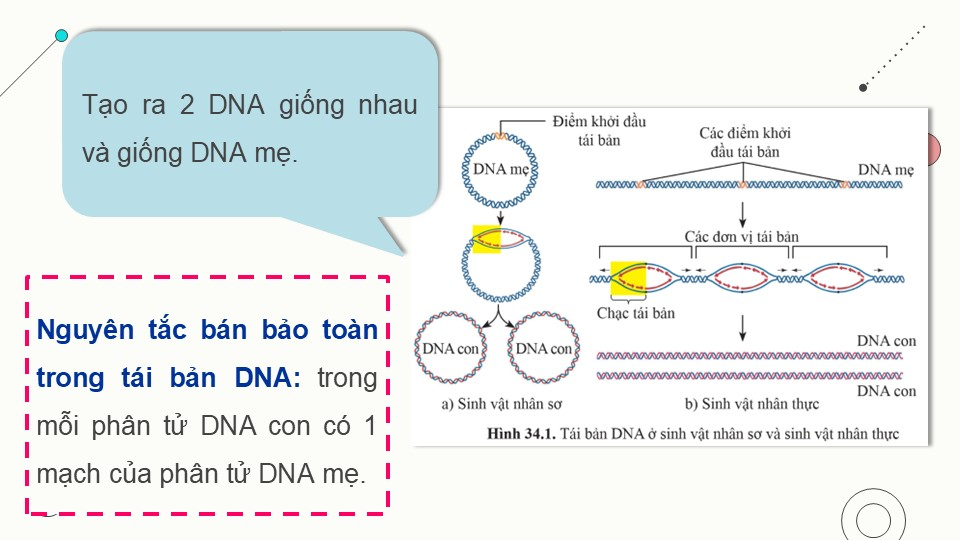 Tạo ra 2 DNA giống nhau
và giống DNA mẹ.
Nguyên tắc bán bảo toàn
trong tái bản DNA: trong
mỗi phân tử DNA con có 1
mạch của phân tử DNA mẹ.
Điểm khởi đầu
tái bản
DNA mẹ
DNA con
DNA con
a) Sinh vật nhân sơ
Các điểm khởi
đầu tái bản
DNA mẹ
Các đơn vị tái bản
Chạc tái bản
DNA con
DNA con
b) Sinh vật nhân thực
Hình 34.1. Tái bản DNA ở sinh vật nhân sơ và sinh vật nhân thực